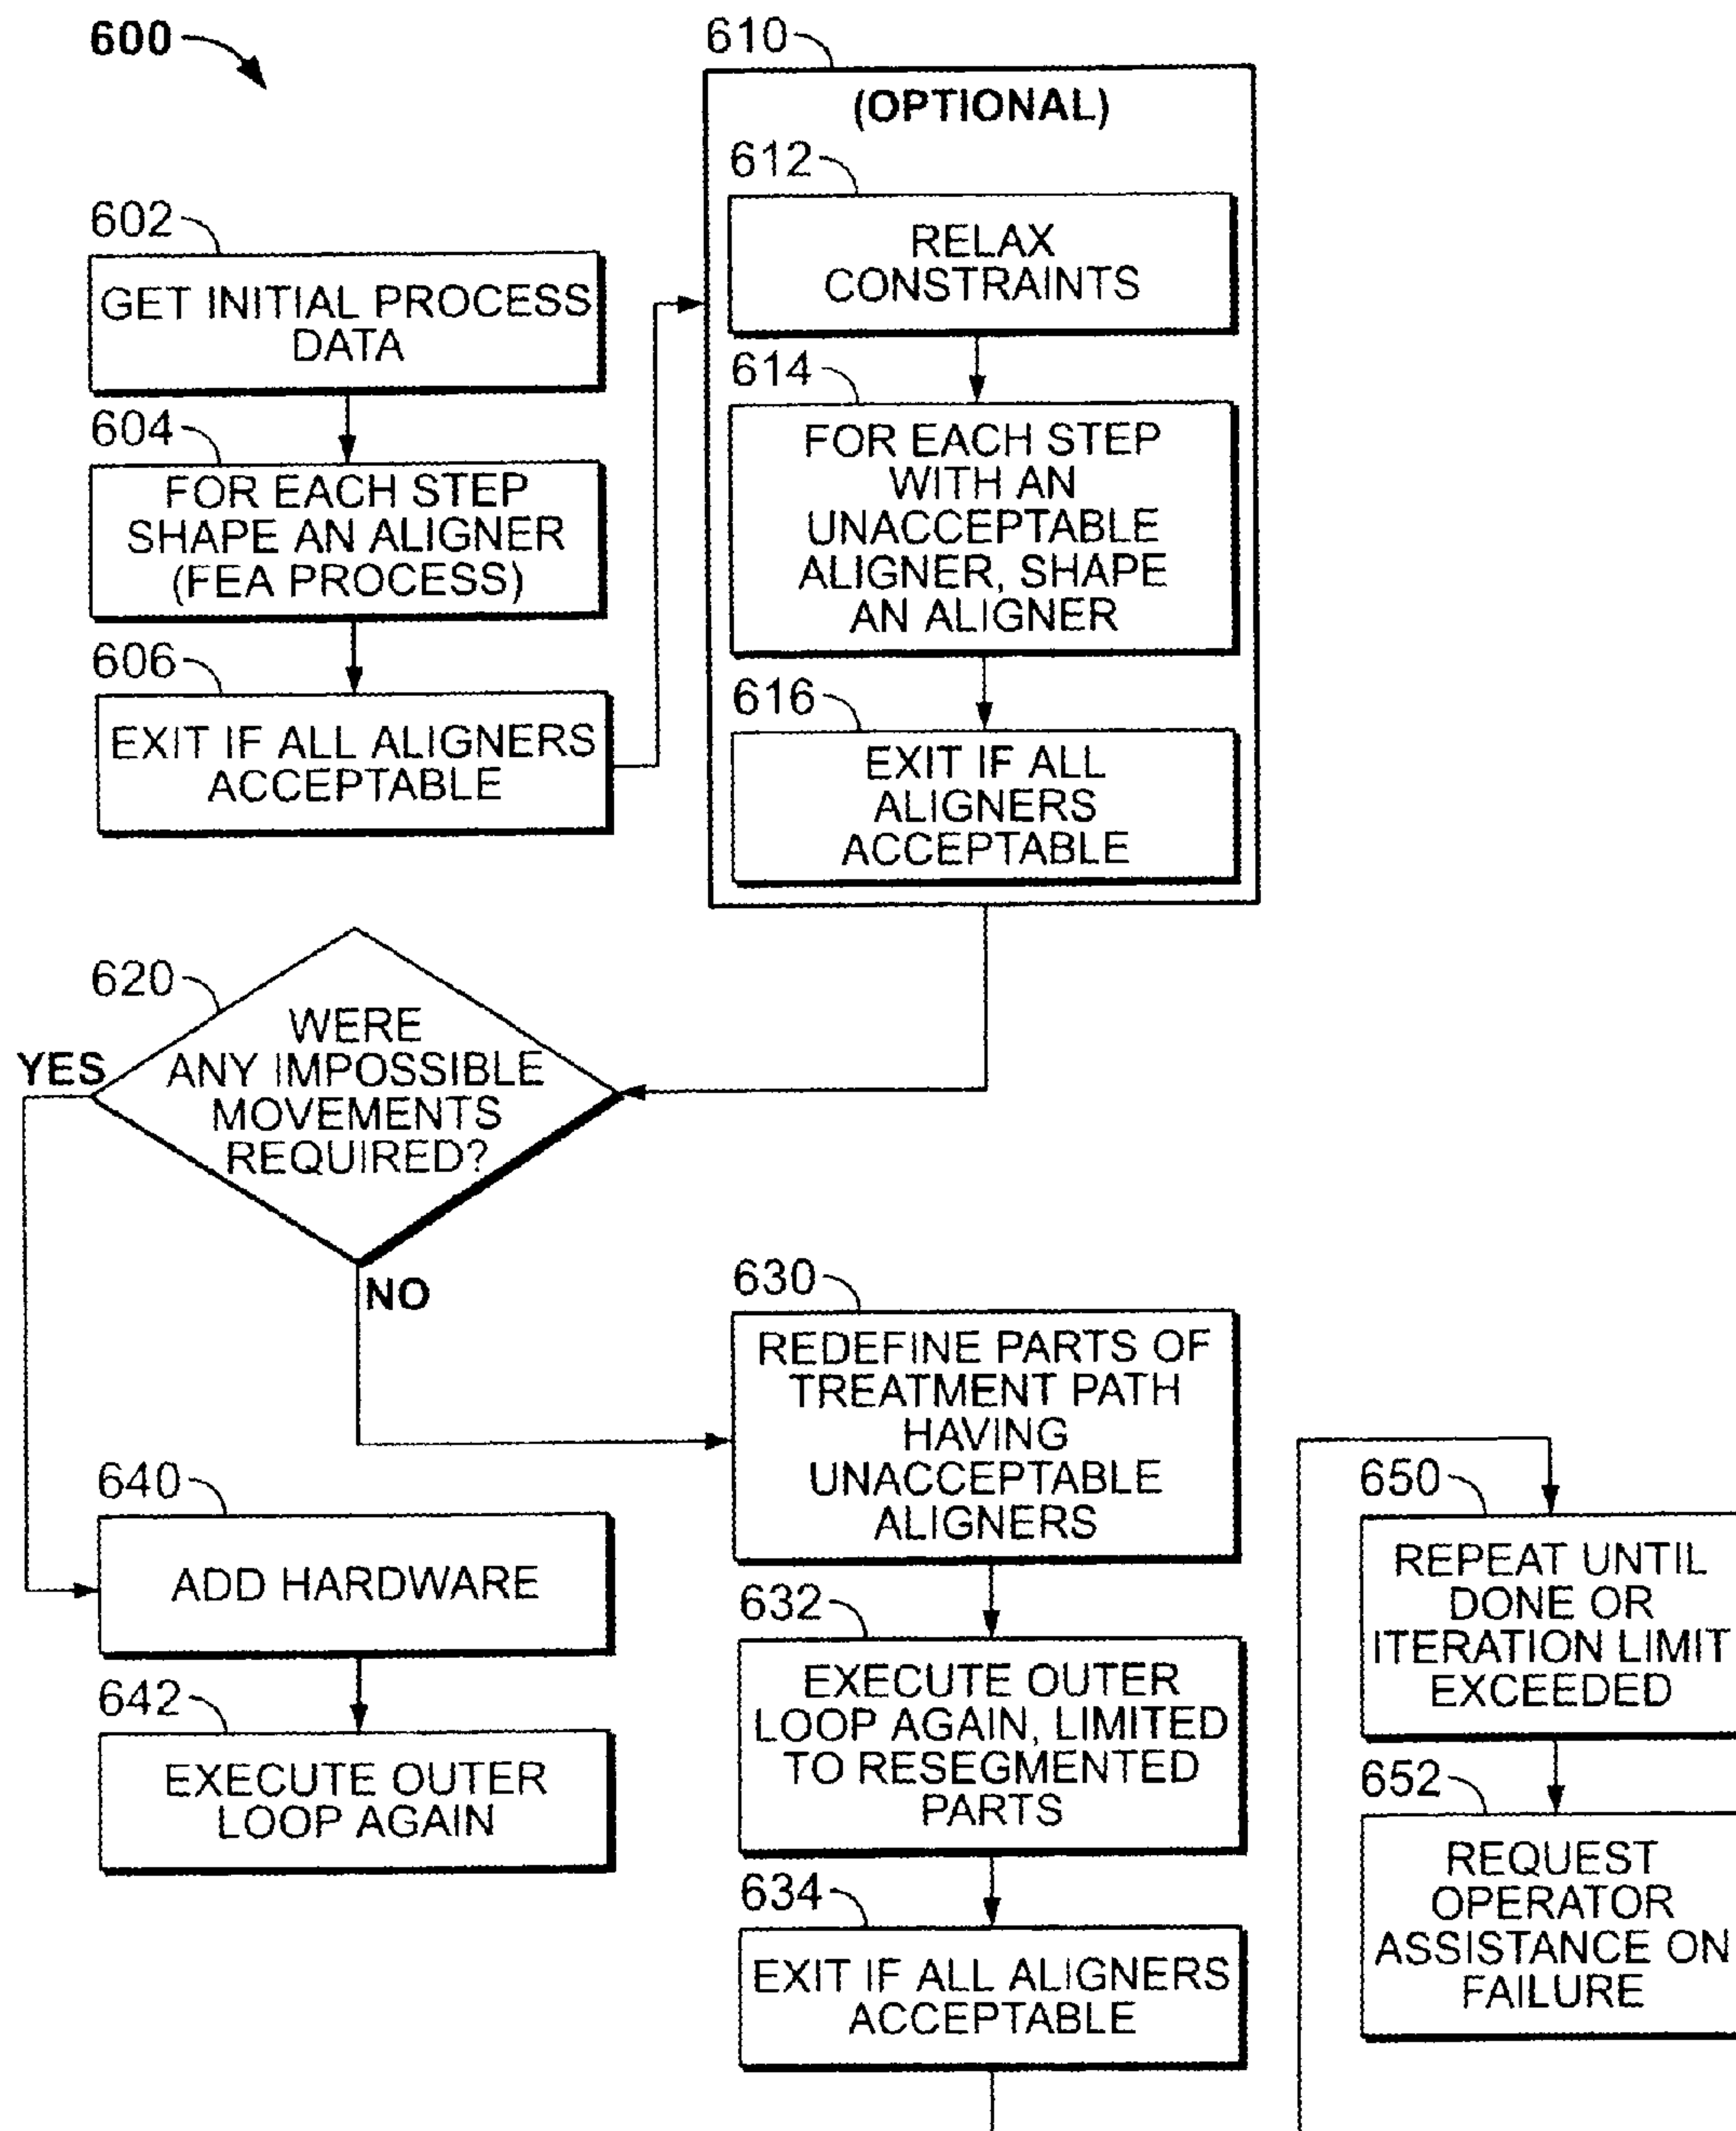 600
602
GET INITIAL PROCESS
DATA
604
FOR EACH STEP
SHAPE AN ALIGNER
(FEA PROCESS)
606
EXIT IF ALL ALIGNERS
ACCEPTABLE
610
(OPTIONAL)
612
RELAX
CONSTRAINTS
614
FOR EACH STEP
WITH AN
UNACCEPTABLE
ALIGNER, SHAPE
AN ALIGNER
616
EXIT IF ALL
ALIGNERS
ACCEPTABLE
620
WERE
ANY IMPOSSIBLE
MOVEMENTS
REQUIRED?
YES
NO
640
ADD HARDWARE
642
EXECUTE OUTER
LOOP AGAIN
630
REDEFINE PARTS OF
TREATMENT PATH
HAVING
UNACCEPTABLE
ALIGNERS
632
EXECUTE OUTER
LOOP AGAIN, LIMITED
TO RESEGMENTED
PARTS
634
EXIT IF ALL ALIGNERS
ACCEPTABLE
650
REPEAT UNTIL
DONE OR
ITERATION LIMIT
EXCEEDED
652
REQUEST
OPERATOR
ASSISTANCE ON
FAILURE